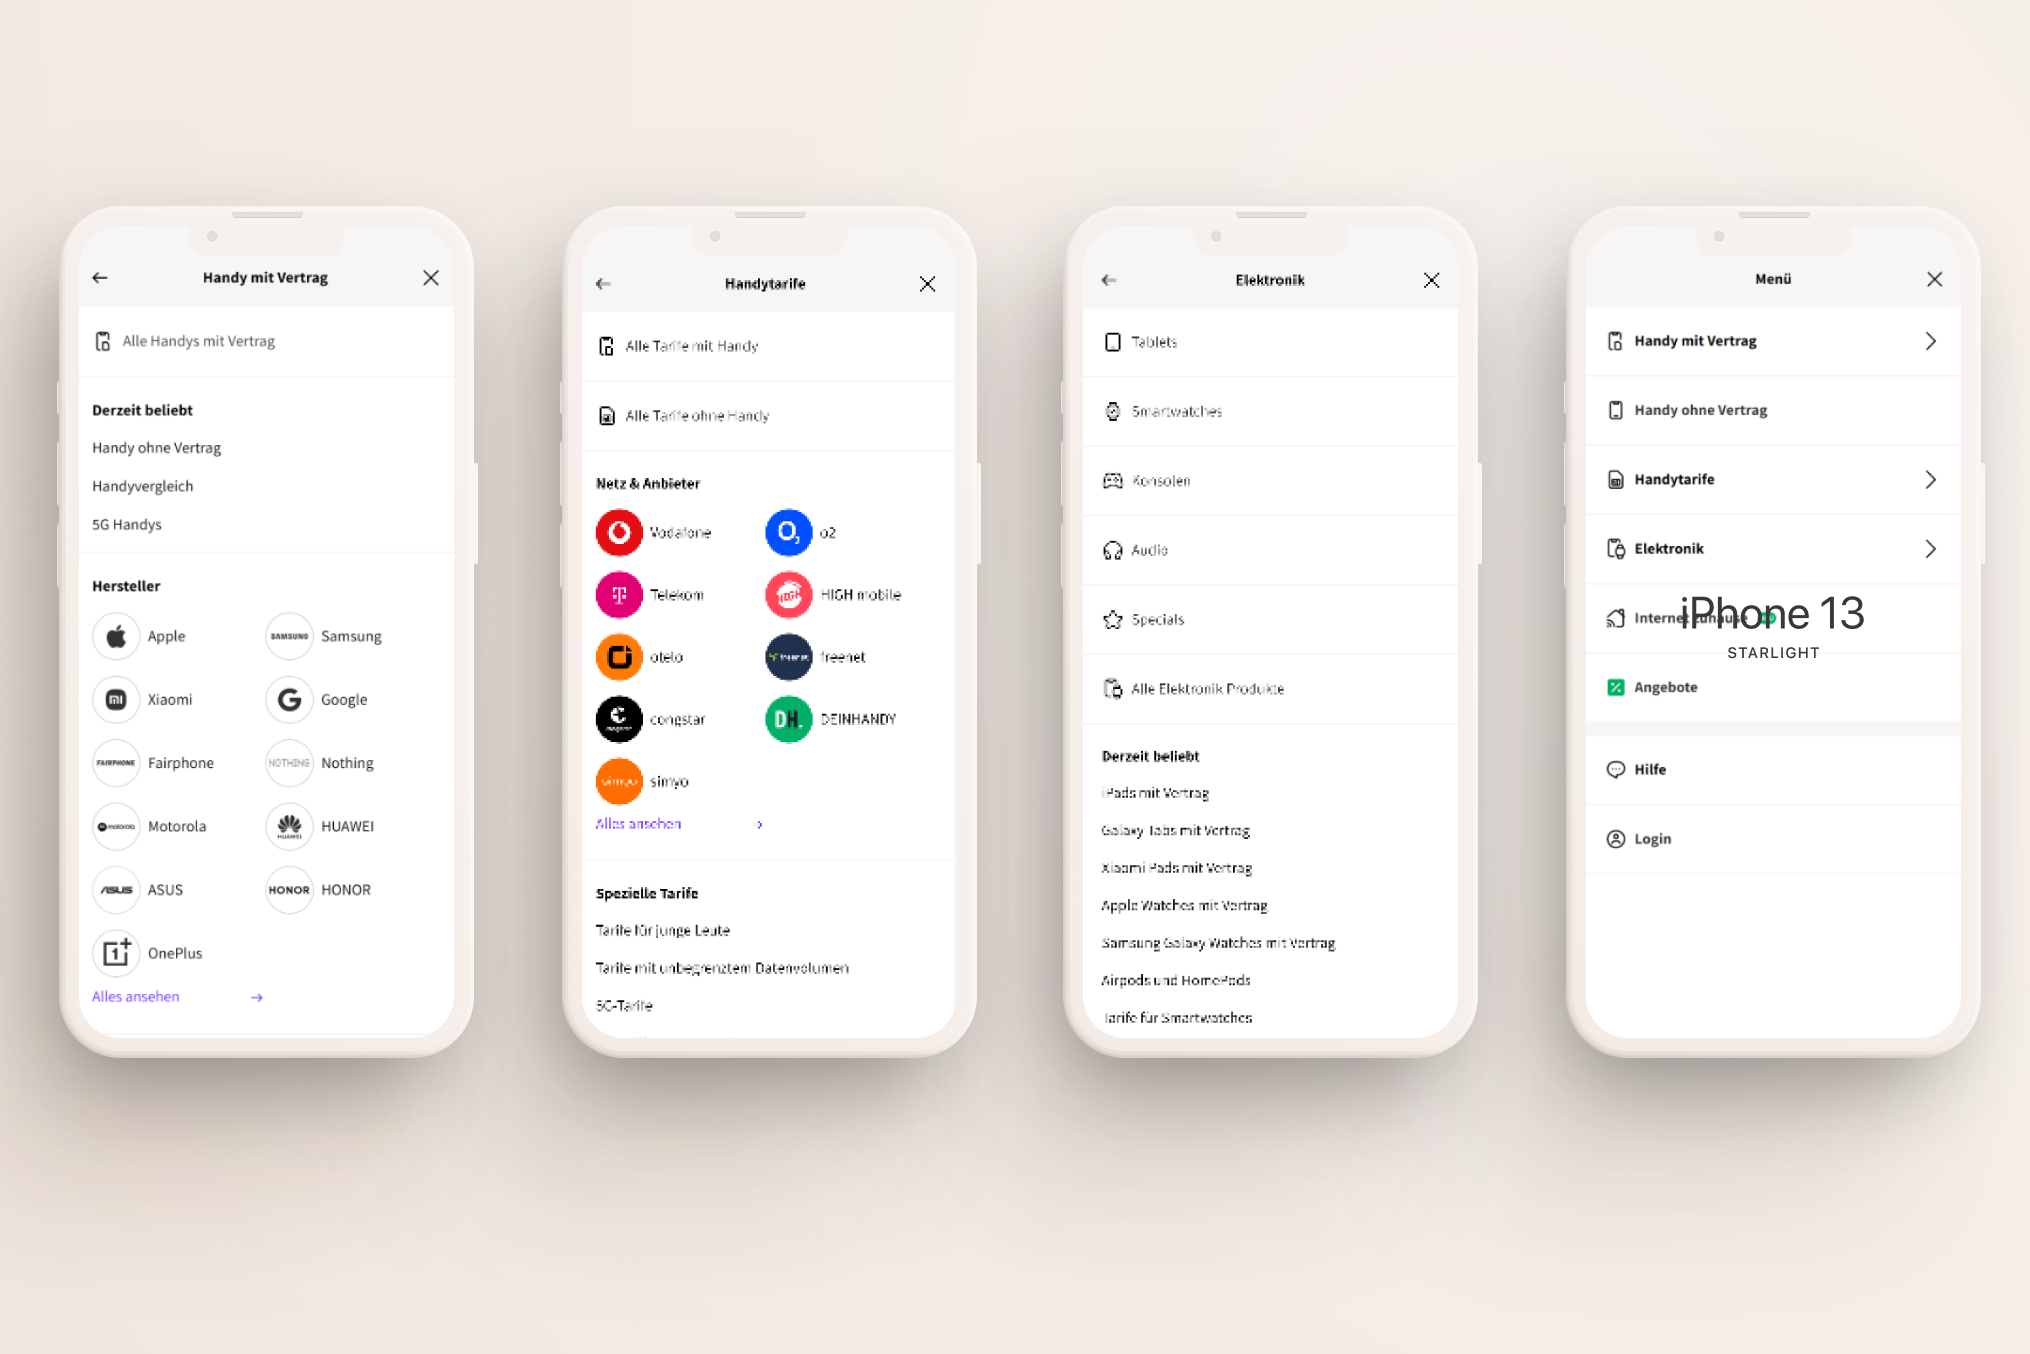 Handy mit Vertrag
Alle Handys mit Vertrag
Derzeit beliebt
Handy ohne Vertrag
Handyvergleich
5G Handys
Hersteller
Apple
SAMSUNG Samsung
Xiaomi
Google
FAIRPHONE Fairphone
NOTHING Nothing
motorola Motorola
HUAWEI HUAWEI
ASUS ASUS
HONOR HONOR
OnePlus
Alles ansehen
Handytarife
Alle Tarife mit Handy
Alle Tarife ohne Handy
Netz & Anbieter
Vodafone
O2 o2
T Telekom
HIGH HIGH mobile
otelo
freenet freenet
congstar
DH. DEINHANDY
simyo simyo
Alles ansehen
Spezielle Tarife
Tarife für junge Leute
Tarife mit unbegrenztem Datenvolumen
5G-Tarife
Elektronik
Tablets
Smartwatches
Konsolen
Audio
Specials
Alle Elektronik Produkte
Derzeit beliebt
iPads mit Vertrag
Galaxy Tabs mit Vertrag
Xiaomi Pads mit Vertrag
Apple Watches mit Vertrag
Samsung Galaxy Watches mit Vertrag
Airpods und HomePods
Tarife für Smartwatches
Menü
Handy mit Vertrag
Handy ohne Vertrag
Handytarife
Elektronik
Internet zuhause
iPhone 13
STARLIGHT
Angebote
Hilfe
Login